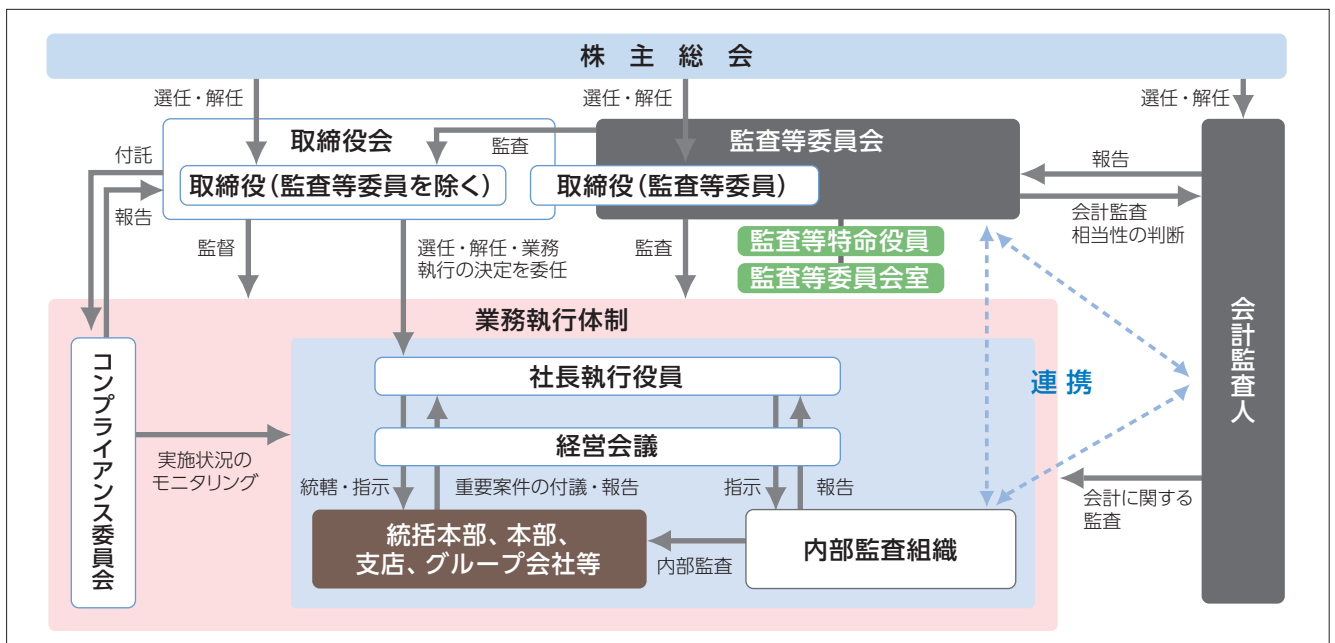 株主総会
選任・解任
選任・解任
選任・解任
取締役会
監査
監査等委員会
付託
報告
取締役（監査等委員を除く）
取締役（監査等委員）
報告
会計監査
相当性の判断
監督
選任・解任・業務
執行の決定を委任
監査
監査等特命役員
監査等委員会室
業務執行体制
会計監査人
コンプライアンス委員会
社長執行役員
連携
経営会議
実施状況の
モニタリング
統轄・指示
重要案件の付議・報告
指示
報告
会計に関する
監査
統括本部、本部、
支店、グループ会社等
内部監査
内部監査組織